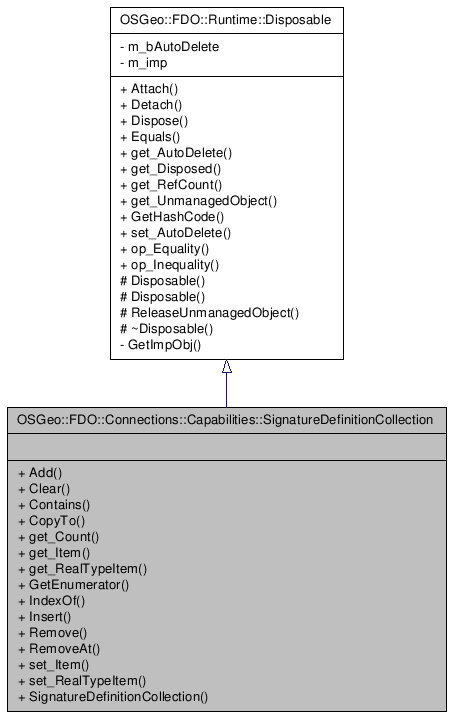 OSGeo::FDO::Runtime::Disposable
- m_bAutoDelete
- m_imp
+ Attach()
+ Detach()
+ Dispose()
+ Equals()
+ get_AutoDelete()
+ get_Disposed()
+ get_RefCount()
+ get_UnmanagedObject()
+ GetHashCode()
+ set_AutoDelete()
+ op_Equality()
+ op_Inequality()
# Disposable()
# Disposable()
# ReleaseUnmanagedObject()
# ~Disposable()
- GetImpObj()
OSGeo::FDO::Connections::Capabilities::SignatureDefinitionCollection
+ Add()
+ Clear()
+ Contains()
+ CopyTo()
+ get_Count()
+ get_Item()
+ get_RealTypeItem()
+ GetEnumerator()
+ IndexOf()
+ Insert()
+ Remove()
+ RemoveAt()
+ set_Item()
+ set_RealTypeItem()
+ SignatureDefinitionCollection()